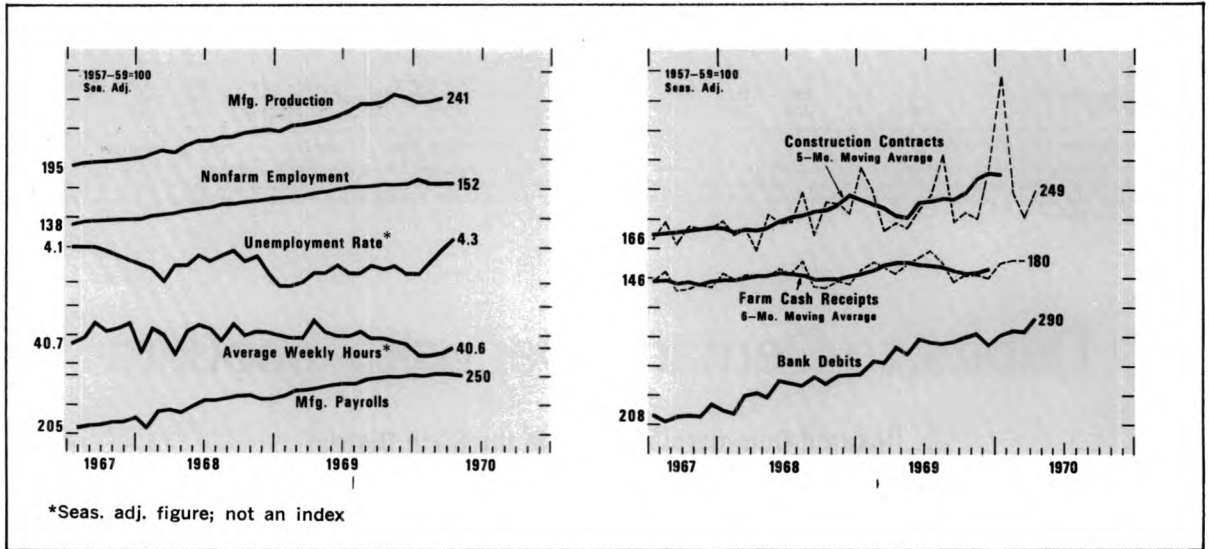 1957–59=100
Sea. Adj.
Mfg. Production
241
195
Nonfarm Employment
152
138
4.1
Unemployment Rate*
4.3
40.7
Average Weekly Hours*
40.6
250
Mfg. Payrolls
205
1967 1968 1969 1970
*Seas. adj. figure; not an index
1957–59=100
Seas. Adj.
Construction Contracts
5–Mo. Moving Average
249
166
146
180
Farm Cash Receipts
6–Mo. Moving Average
290
Bank Debits
208
1967 1968 1969 1970